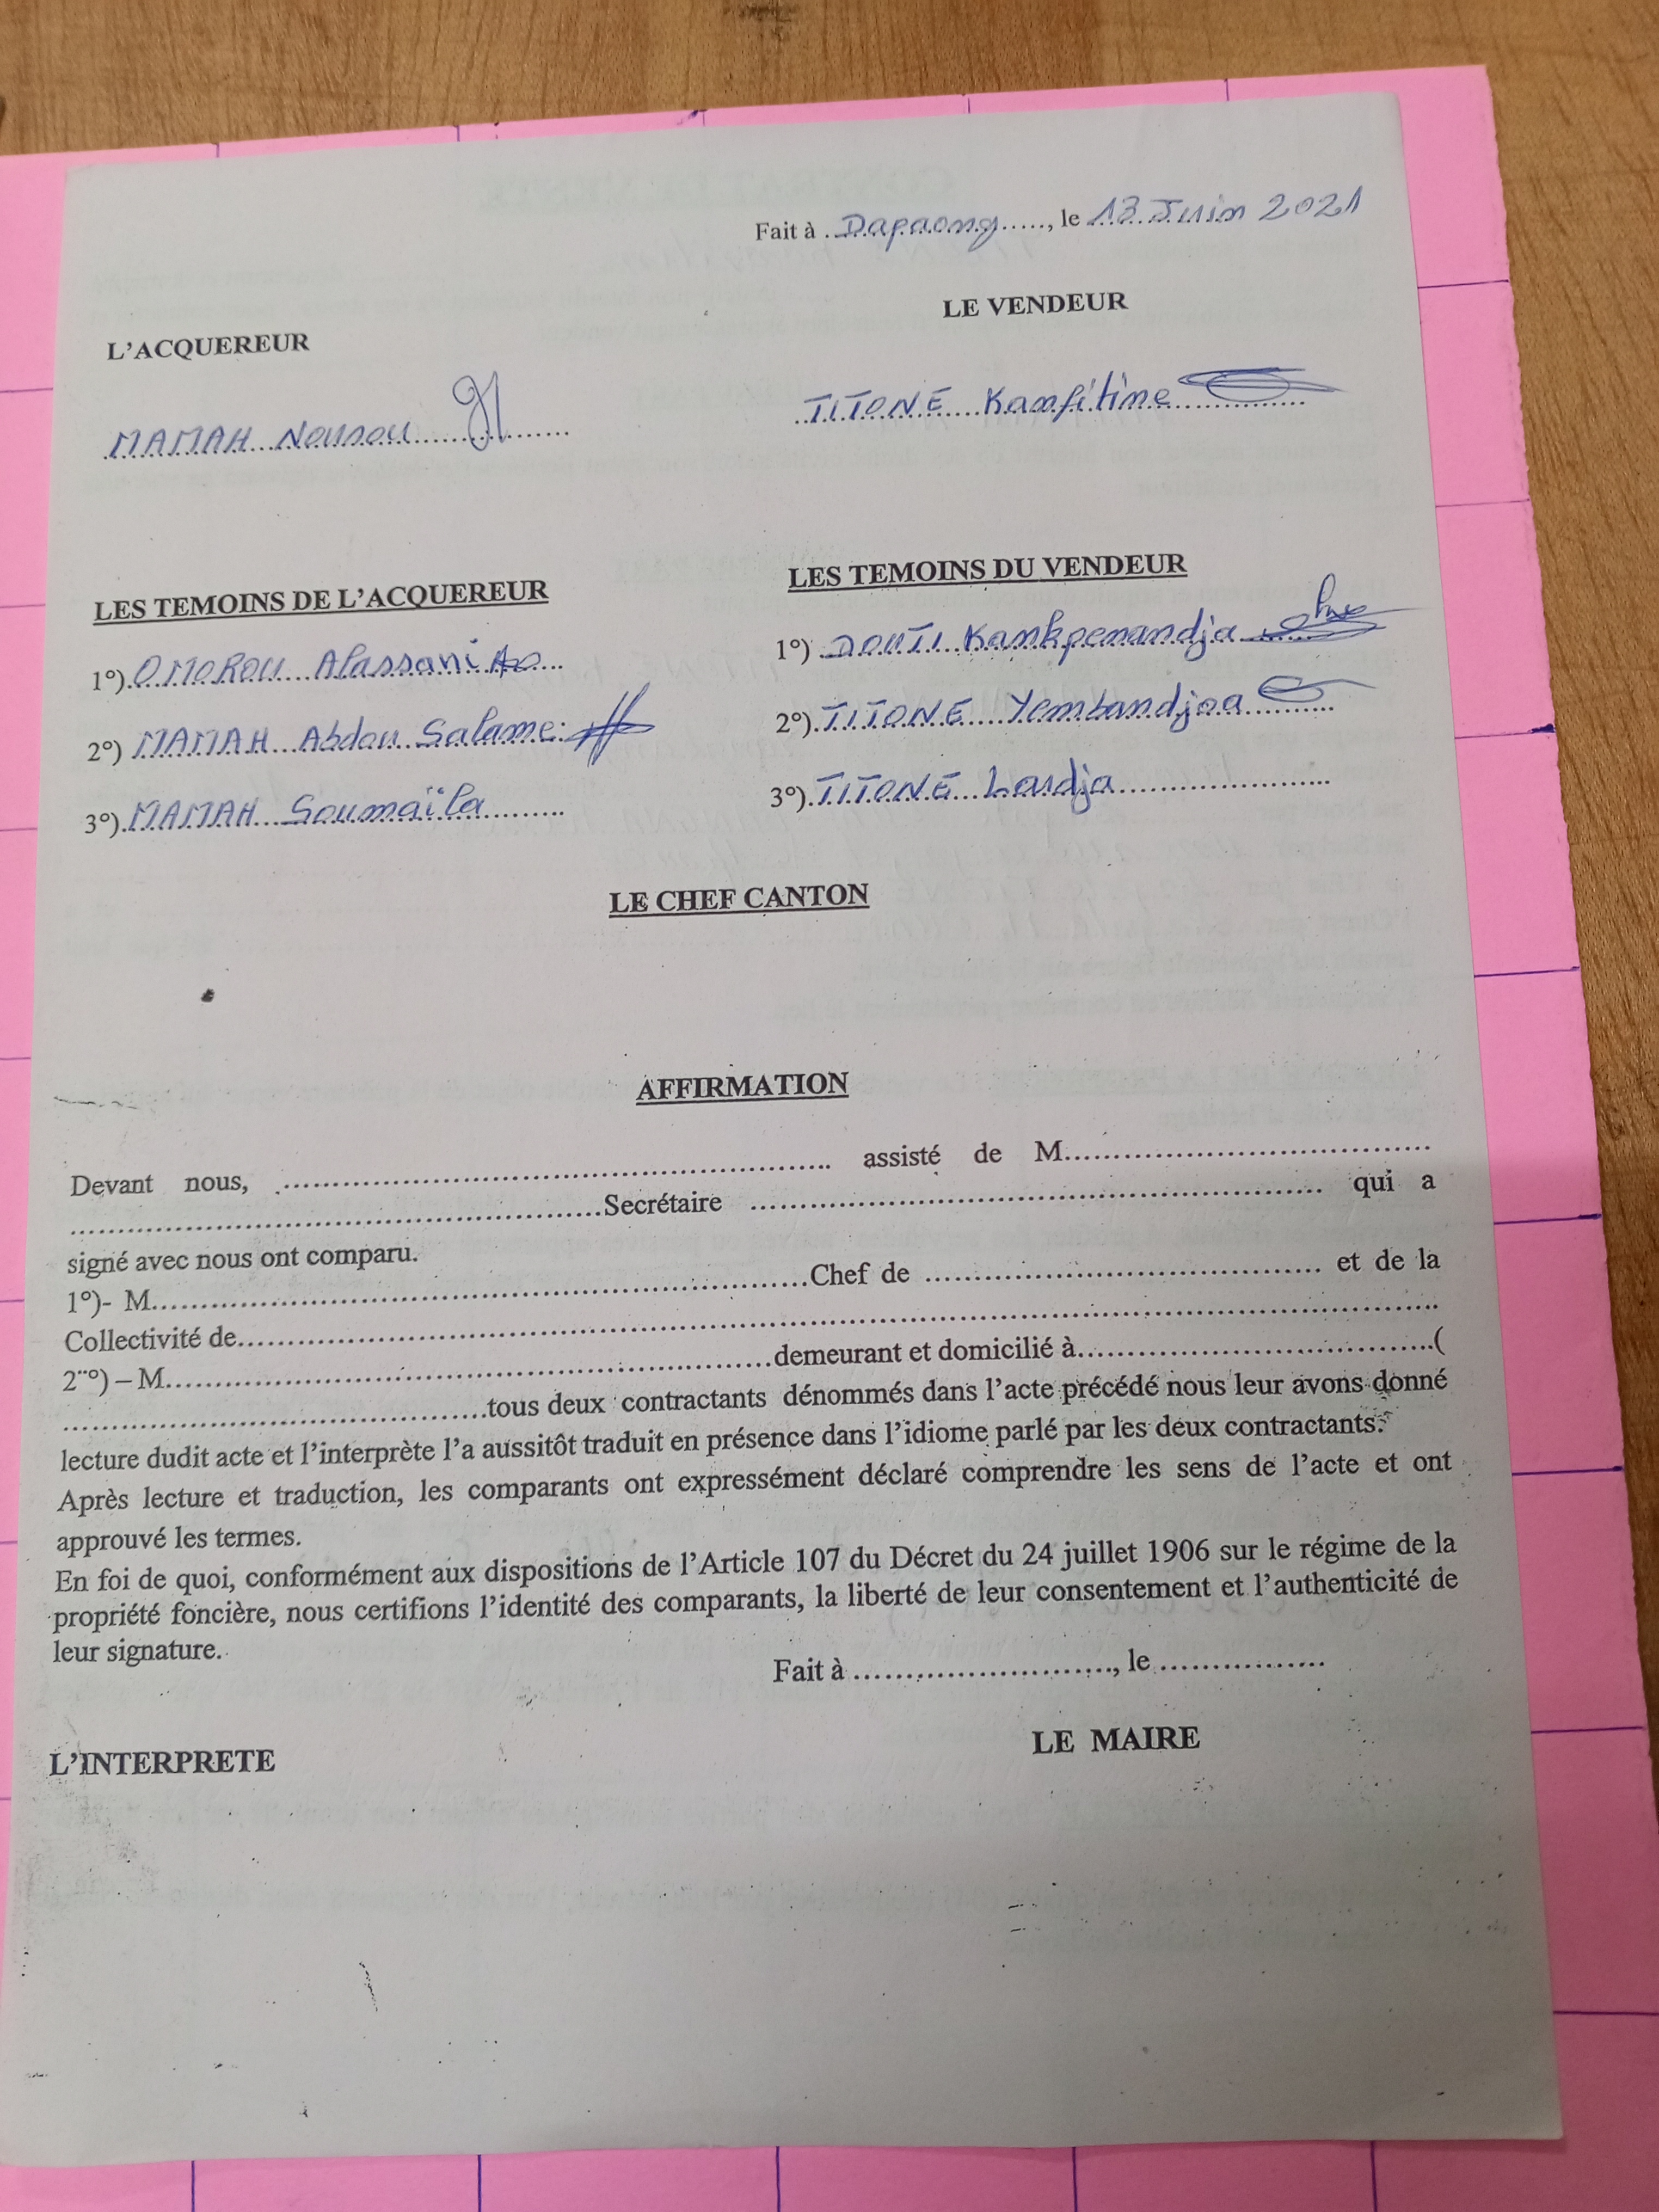 Fait à ..Dapaong......, le 13 Juin 2021
LE VENDEUR
L'ACQUEREUR
TITONE Kanfitine
MAMAH Nousou
LES TEMOINS DU VENDEUR
LES TEMOINS DE L'ACQUEREUR
1°) DOUTI Kankpenandja
1°) OMOROU Alassani
2°) TITONE Yembandjoa
2°) MAMAH Abdou Salame
3°) TITONE Lardja
3°) MAMAH Soumaïla
LE CHEF CANTON
AFFIRMATION
Devant nous, ........................................ assisté de M........................................
........................................Secrétaire ........................................ qui a
signé avec nous ont comparu.
1°)- M........................................Chef de ........................................ et de la
Collectivité de........................................
2¨°) – M........................................demeurant et domicilié à........................................(
........................................tous deux contractants dénommés dans l'acte précédé nous leur avons donné
lecture dudit acte et l'interprète l'a aussitôt traduit en présence dans l'idiome parlé par les deux contractants.
Après lecture et traduction, les comparants ont expressément déclaré comprendre les sens de l'acte et ont
approuvé les termes.
En foi de quoi, conformément aux dispositions de l'Article 107 du Décret du 24 juillet 1906 sur le régime de la
propriété foncière, nous certifions l'identité des comparants, la liberté de leur consentement et l'authenticité de
leur signature.
Fait à ..........................., le .................
LE MAIRE
L'INTERPRETE